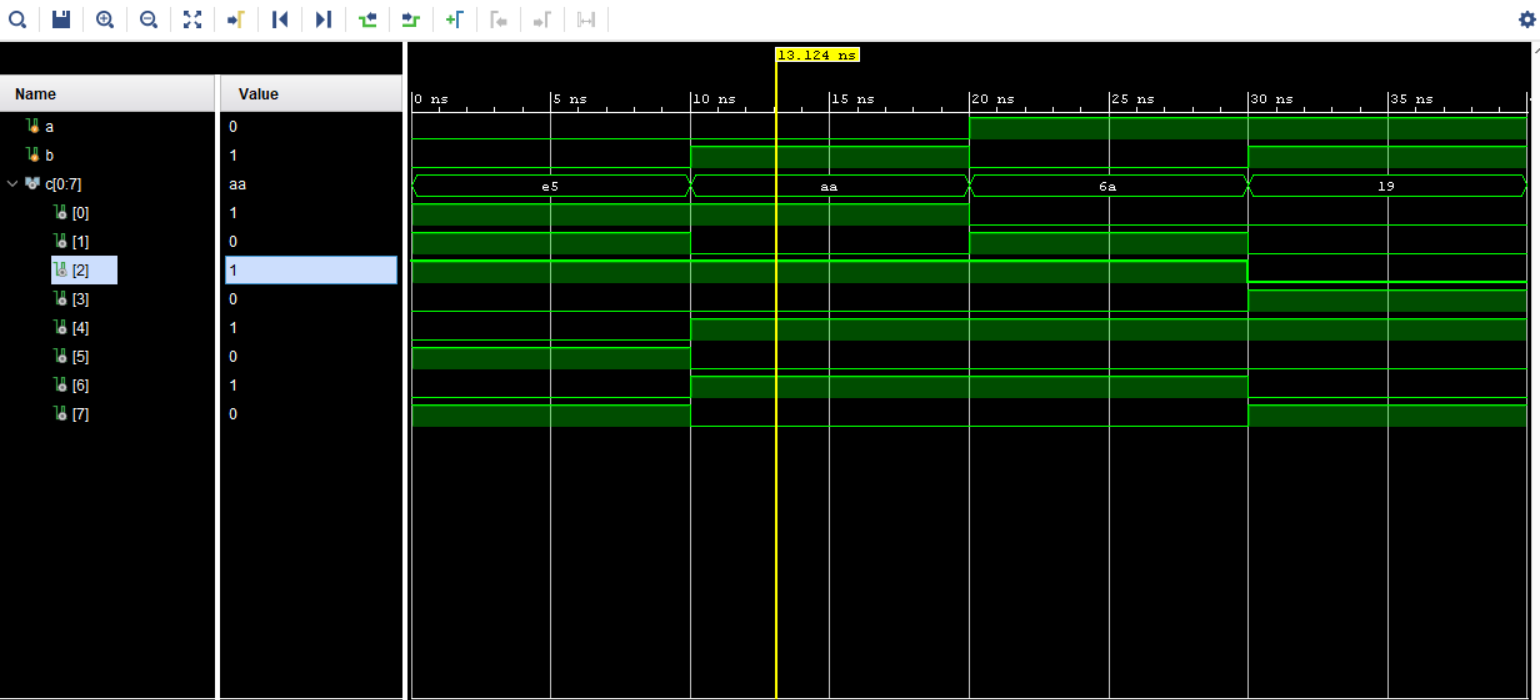 13.124 ns
Name Value
0 ns 5 ns 10 ns 15 ns 20 ns 25 ns 30 ns 35 ns
a 0
b 1
c[0:7] aa e5 aa 6a 19
[0] 1
[1] 0
[2] 1
[3] 0
[4] 1
[5] 0
[6] 1
[7] 0